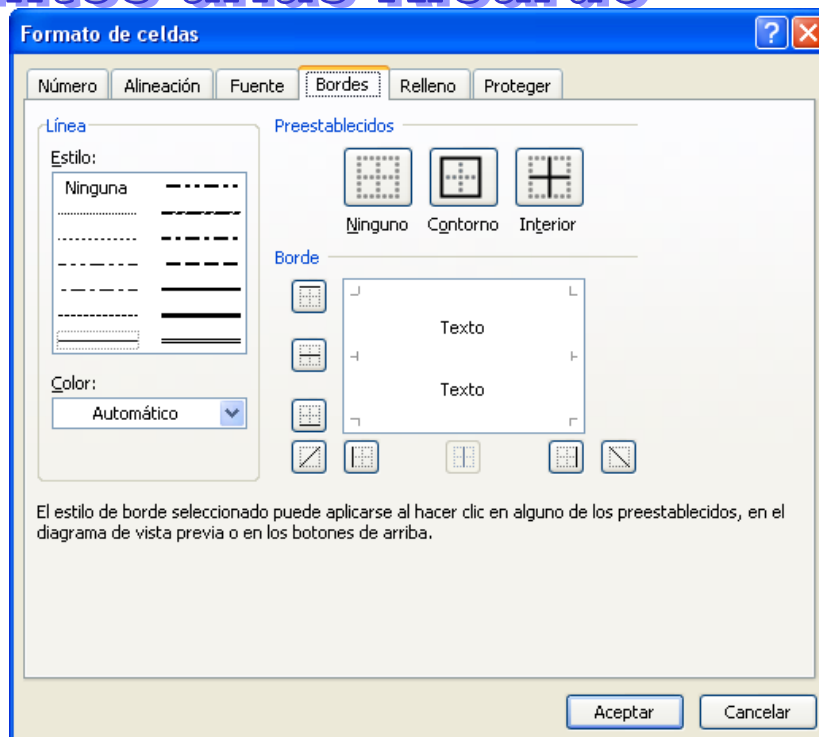 Formato de celdas
Número Alineación Fuente Bordes Relleno Proteger
Línea
Estilo:
Ninguna
Color:
Automático
Preestablecidos
Ninguno Contorno Interior
Borde
Texto
Texto
El estilo de borde seleccionado puede aplicarse al hacer clic en alguno de los preestablecidos, en el
diagrama de vista previa o en los botones de arriba.
Aceptar Cancelar